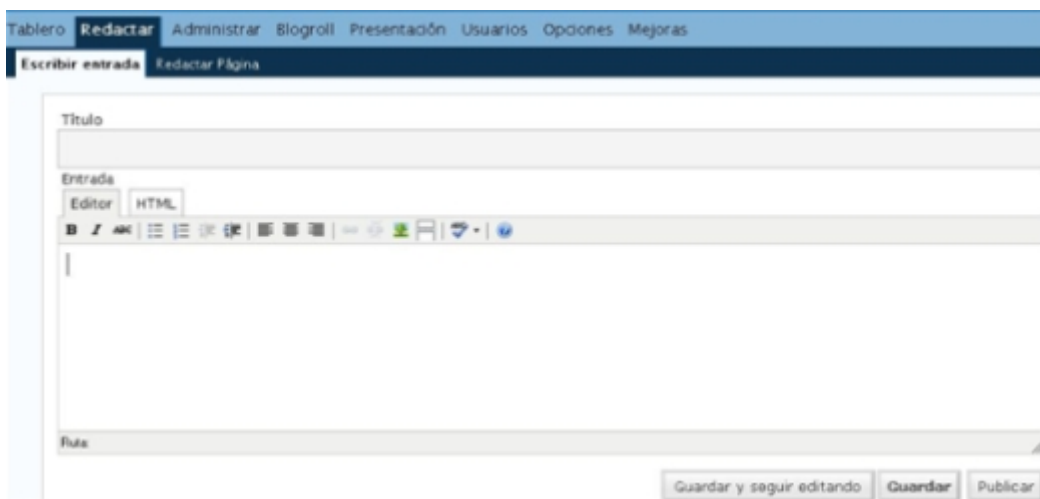 Tablero Redactar Administrar Blogroll Presentación Usuarios Opciones Mejoras
Escribir entrada Redactar Página
Título
Entrada
Editor HTML
B I ABC
Ruta:
Guardar y seguir editando Guardar Publicar